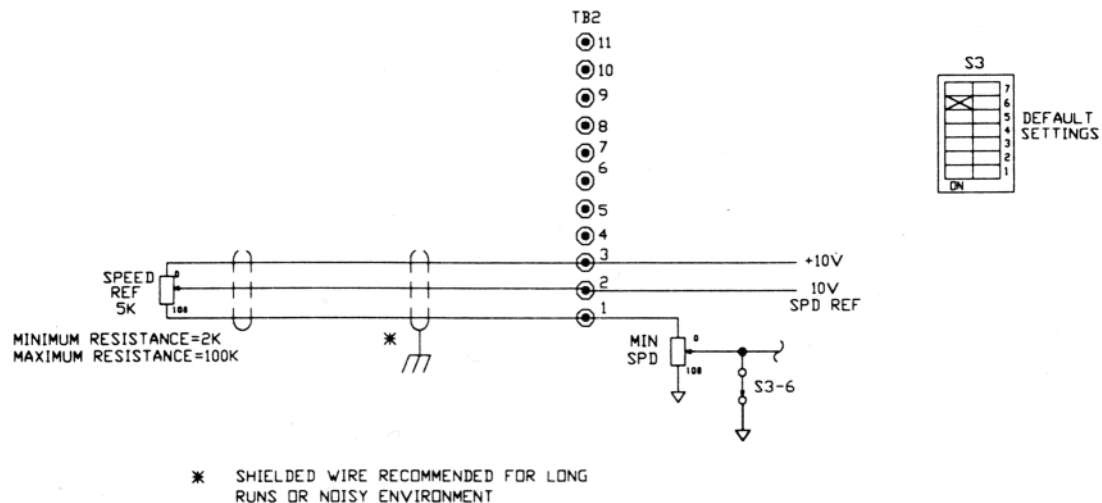 TB2
11
10
9
8
7
6
5
4
3
2
1
S3
7
6
5
4
3
2
1
ON
DEFAULT
SETTINGS
+10V
10V
SPD REF
SPEED
REF
5K
0
100
MINIMUM RESISTANCE=2K
MAXIMUM RESISTANCE=100K
*
MIN
SPD
0
100
S3-6
* SHIELDED WIRE RECOMMENDED FOR LONG
RUNS OR NOISY ENVIRONMENT